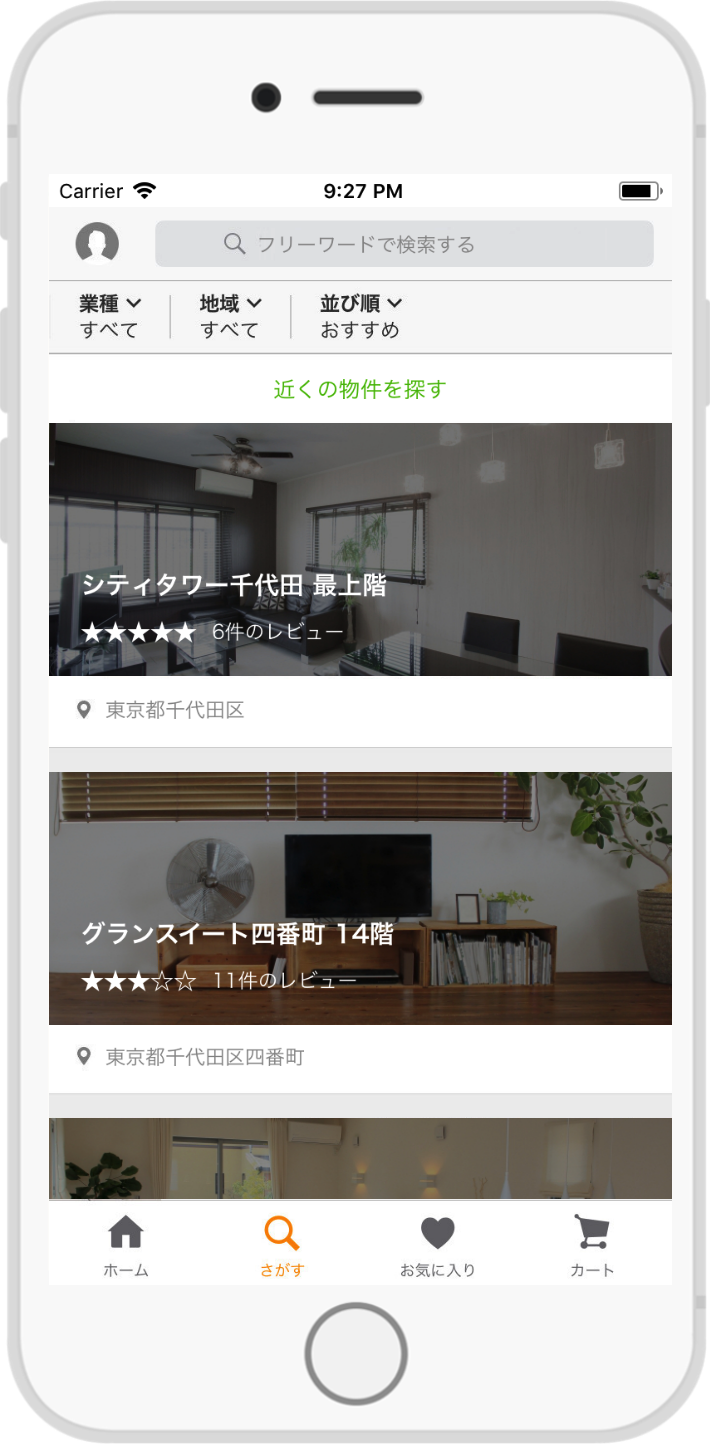 Carrier 9:27 PM
フリーワードで検索する
業種 地域 並び順
すべて すべて おすすめ
近くの物件を探す
シティタワー千代田 最上階
★★★★★ 6件のレビュー
東京都千代田区
グランスイート四番町 14階
★★★☆☆ 11件のレビュー
東京都千代田区四番町
ホーム さがす お気に入り カート